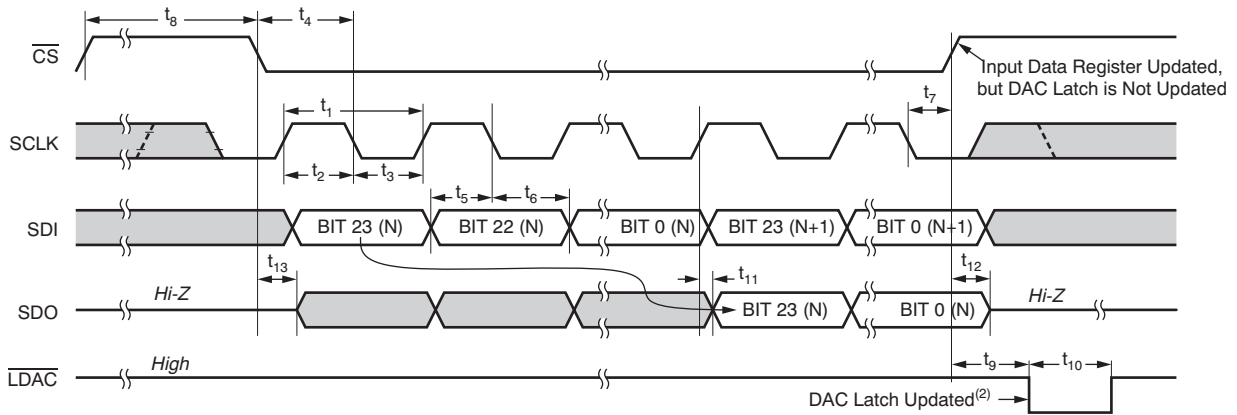 t8
t4
CS
Input Data Register Updated,
but DAC Latch is Not Updated
t7
t1
SCLK
t2
t3
t5
t6
SDI
BIT 23 (N)
BIT 22 (N)
BIT 0 (N)
BIT 23 (N+1)
BIT 0 (N+1)
t13
t11
t12
SDO
Hi-Z
BIT 23 (N)
BIT 0 (N)
Hi-Z
LDAC
High
t9
t10
DAC Latch Updated(2)